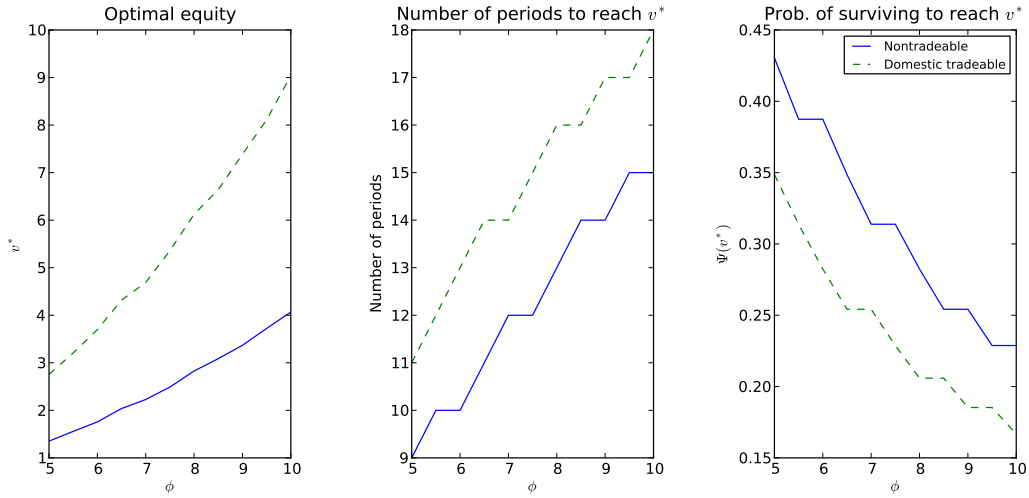 Optimal equity
10
9
8
7
6
5
4
3
2
1
v*
5 6 7 8 9 10
ϕ
Number of periods to reach v*
18
17
16
15
14
13
12
11
10
9
Number of periods
5 6 7 8 9 10
ϕ
Prob. of surviving to reach v*
0.45
0.40
0.35
0.30
0.25
0.20
0.15
Ψ(v*)
Nontradeable
Domestic tradeable
5 6 7 8 9 10
ϕ